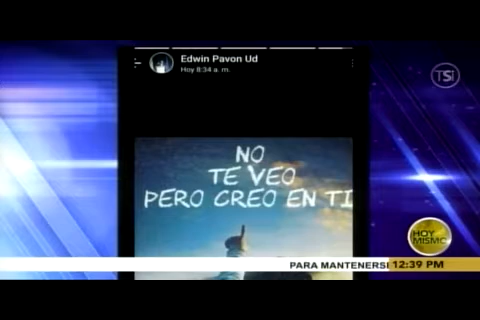 Edwin Pavon Ud
Hoy 8:34 a. m.
TSI
NO
TE VEO
PERO CREO EN TI
HOY
MISMO
PARA MANTENERSE
12:39 PM